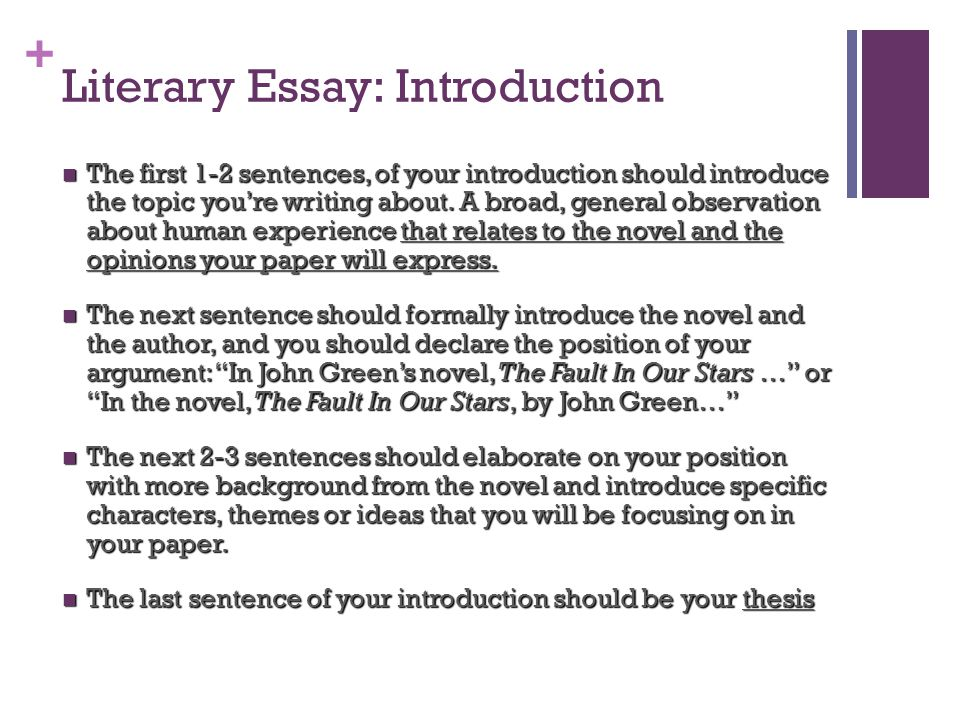 +
Literary Essay: Introduction
The first 1-2 sentences, of your introduction should introduce
the topic you're writing about. A broad, general observation
about human experience that relates to the novel and the
opinions your paper will express.
The next sentence should formally introduce the novel and
the author, and you should declare the position of your
argument: “In John Green's novel, The Fault In Our Stars …” or
“In the novel, The Fault In Our Stars, by John Green…”
The next 2-3 sentences should elaborate on your position
with more background from the novel and introduce specific
characters, themes or ideas that you will be focusing on in
your paper.
The last sentence of your introduction should be your thesis